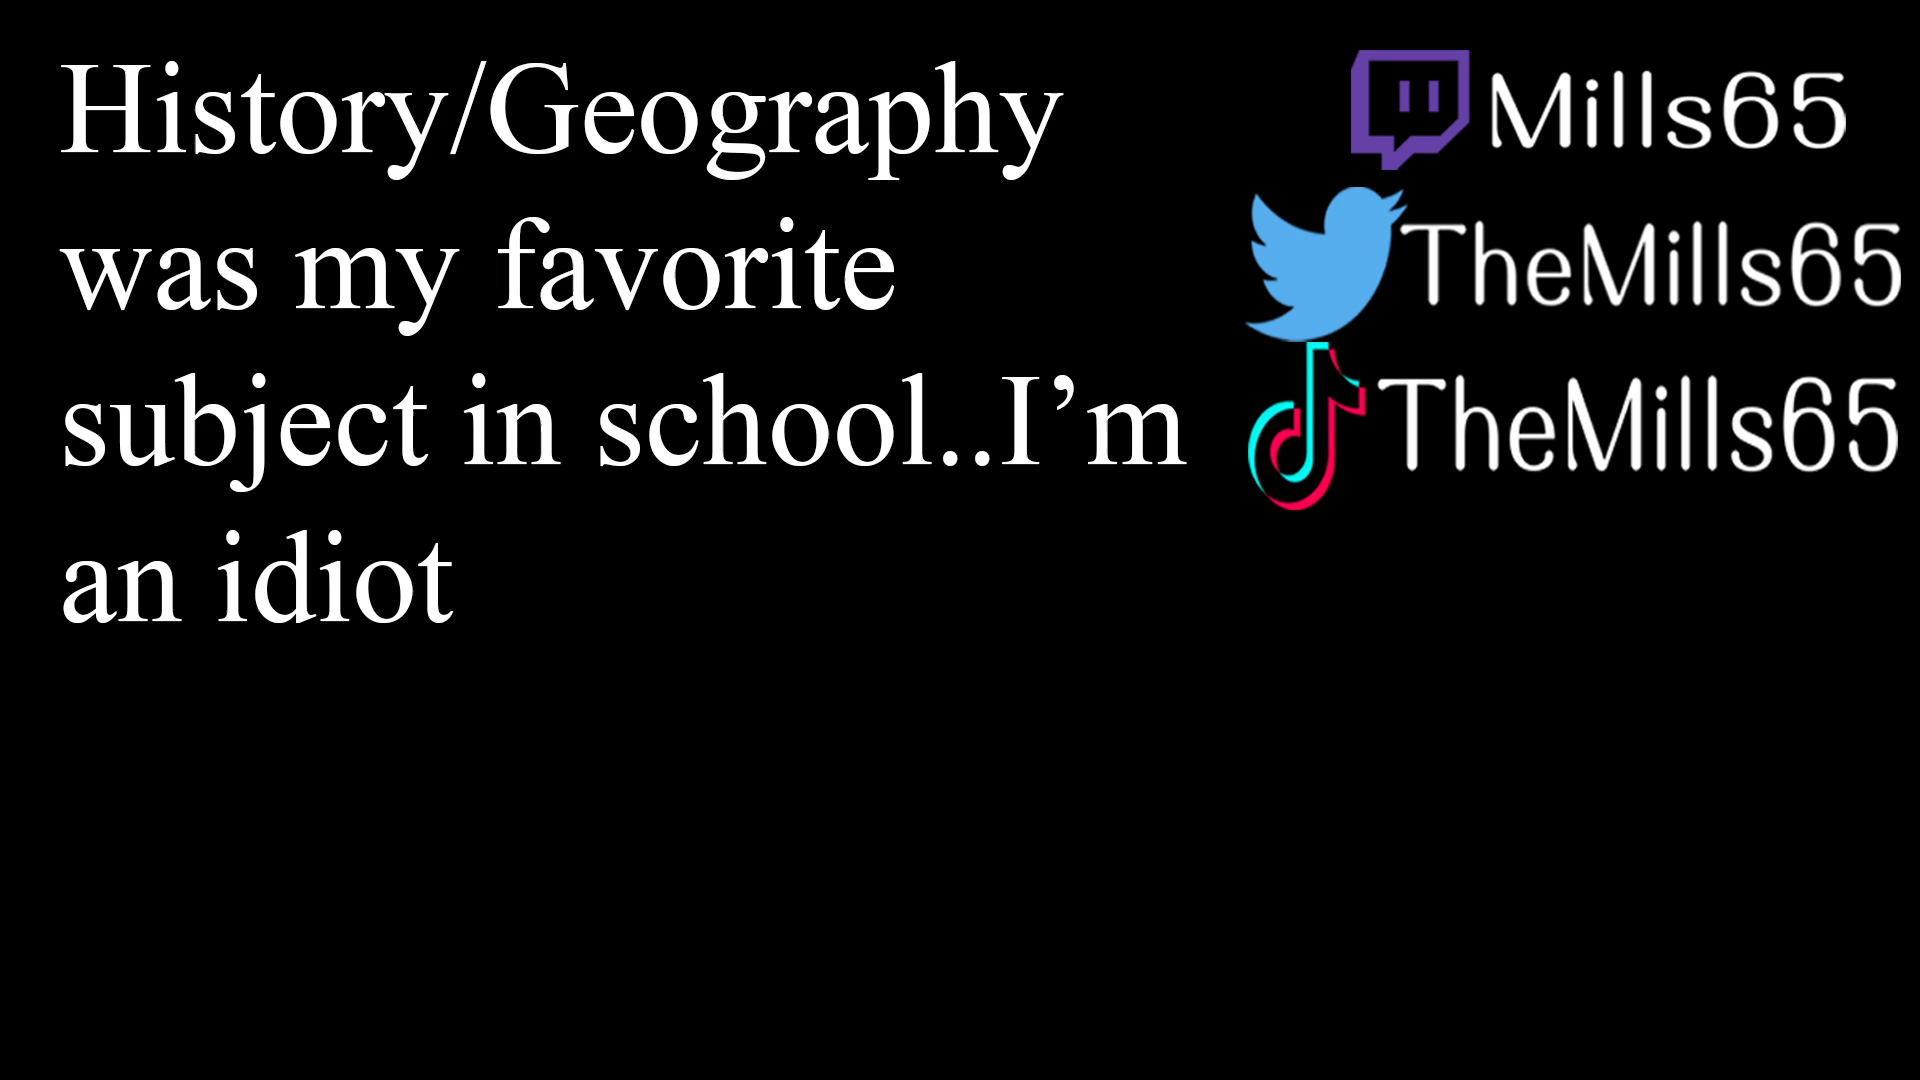 History/Geography
was my favorite
subject in school..I’m
an idiot
Mills65
TheMills65
TheMills65